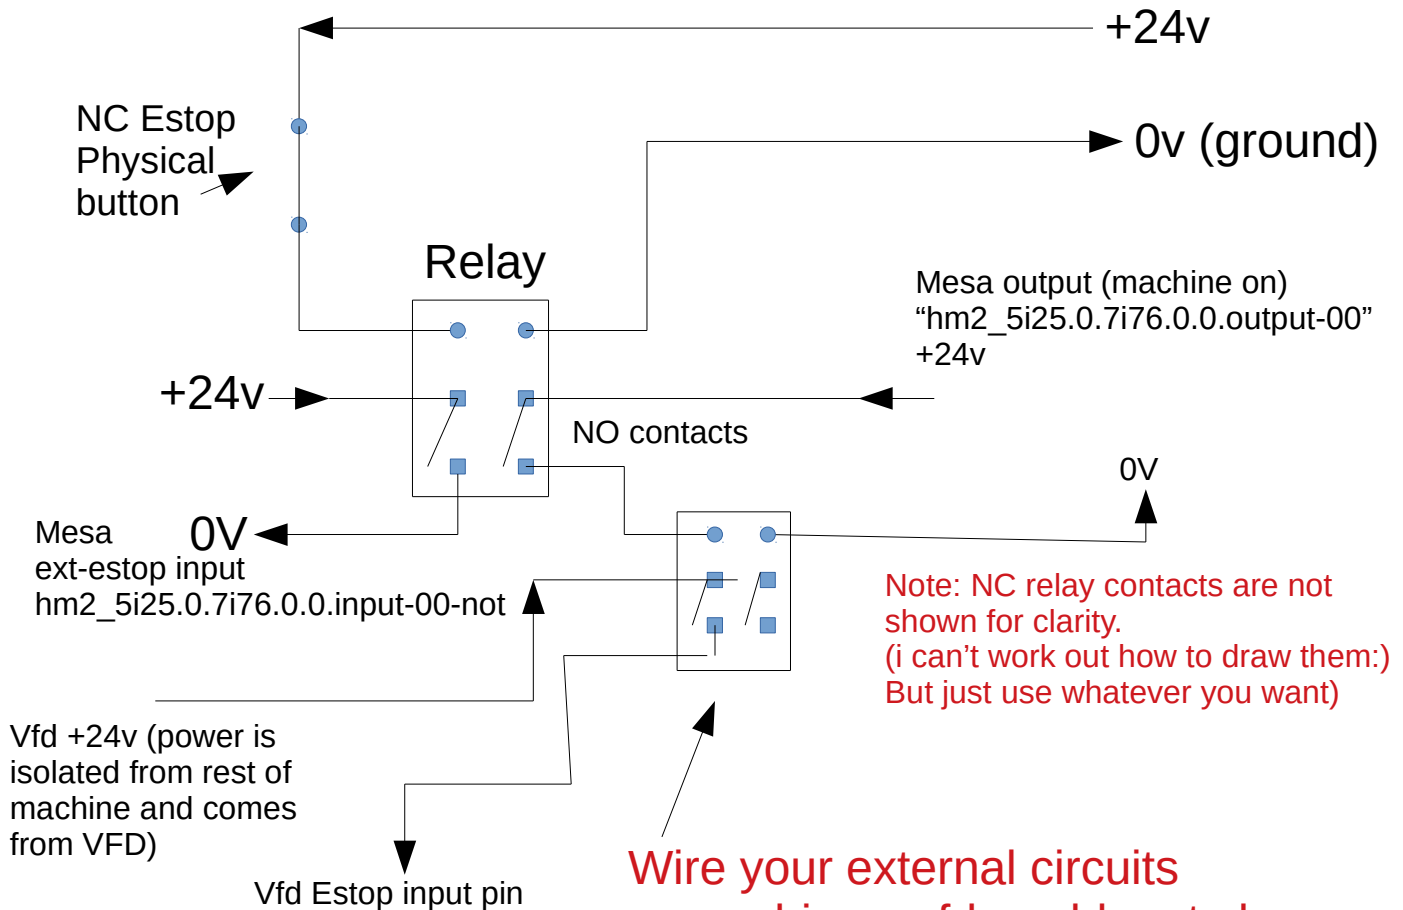 +24v
NC Estop
Physical
button
0v (ground)
Relay
Mesa output (machine on)
“hm2_5i25.0.7i76.0.0.output-00”
+24v
+24v
NO contacts
0V
Mesa
0V
ext-estop input
hm2_5i25.0.7i76.0.0.input-00-not
Note: NC relay contacts are not
shown for clarity.
(i can’t work out how to draw them:)
But just use whatever you want)
Vfd +24v (power is
isolated from rest of
machine and comes
from VFD)
Vfd Estop input pin
Wire your external circuits